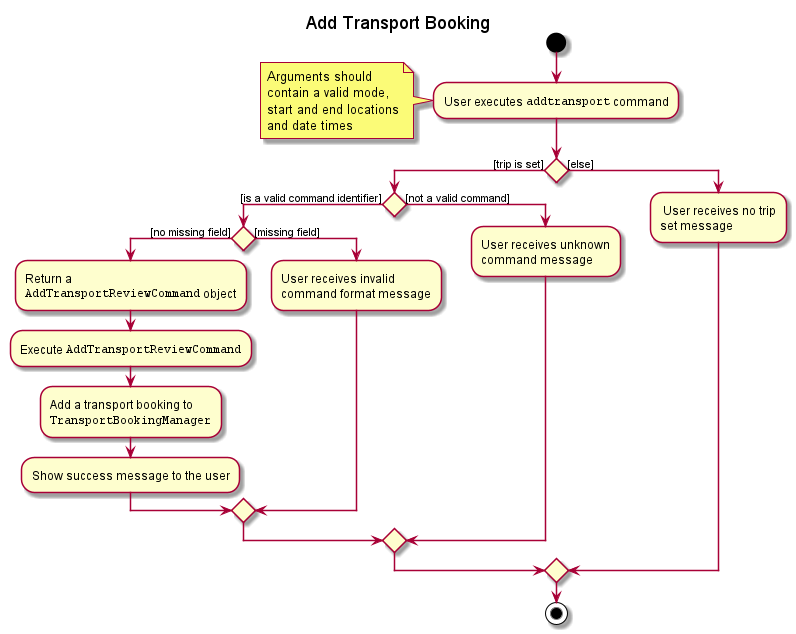 Add Transport Booking
Arguments should
contain a valid mode,
start and end locations
and date times
User executes addtransport command
[trip is set]
[else]
[is a valid command identifier]
[not a valid command]
User receives no trip
set message
[no missing field]
[missing field]
User receives unknown
command message
Return a
AddTransportReviewCommand object
User receives invalid
command format message
Execute AddTransportReviewCommand
Add a transport booking to
TransportBookingManager
Show success message to the user